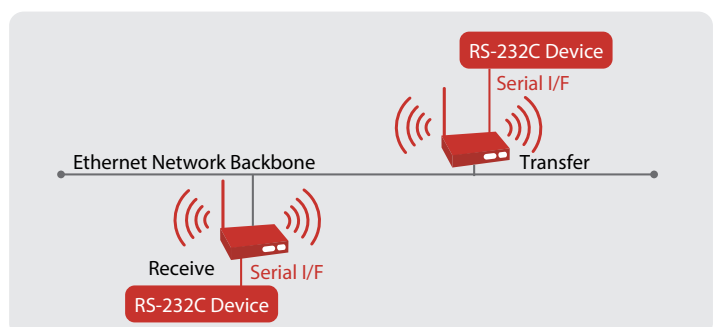 RS-232C Device
Serial I/F
Ethernet Network Backbone
Transfer
Receive
Serial I/F
RS-232C Device